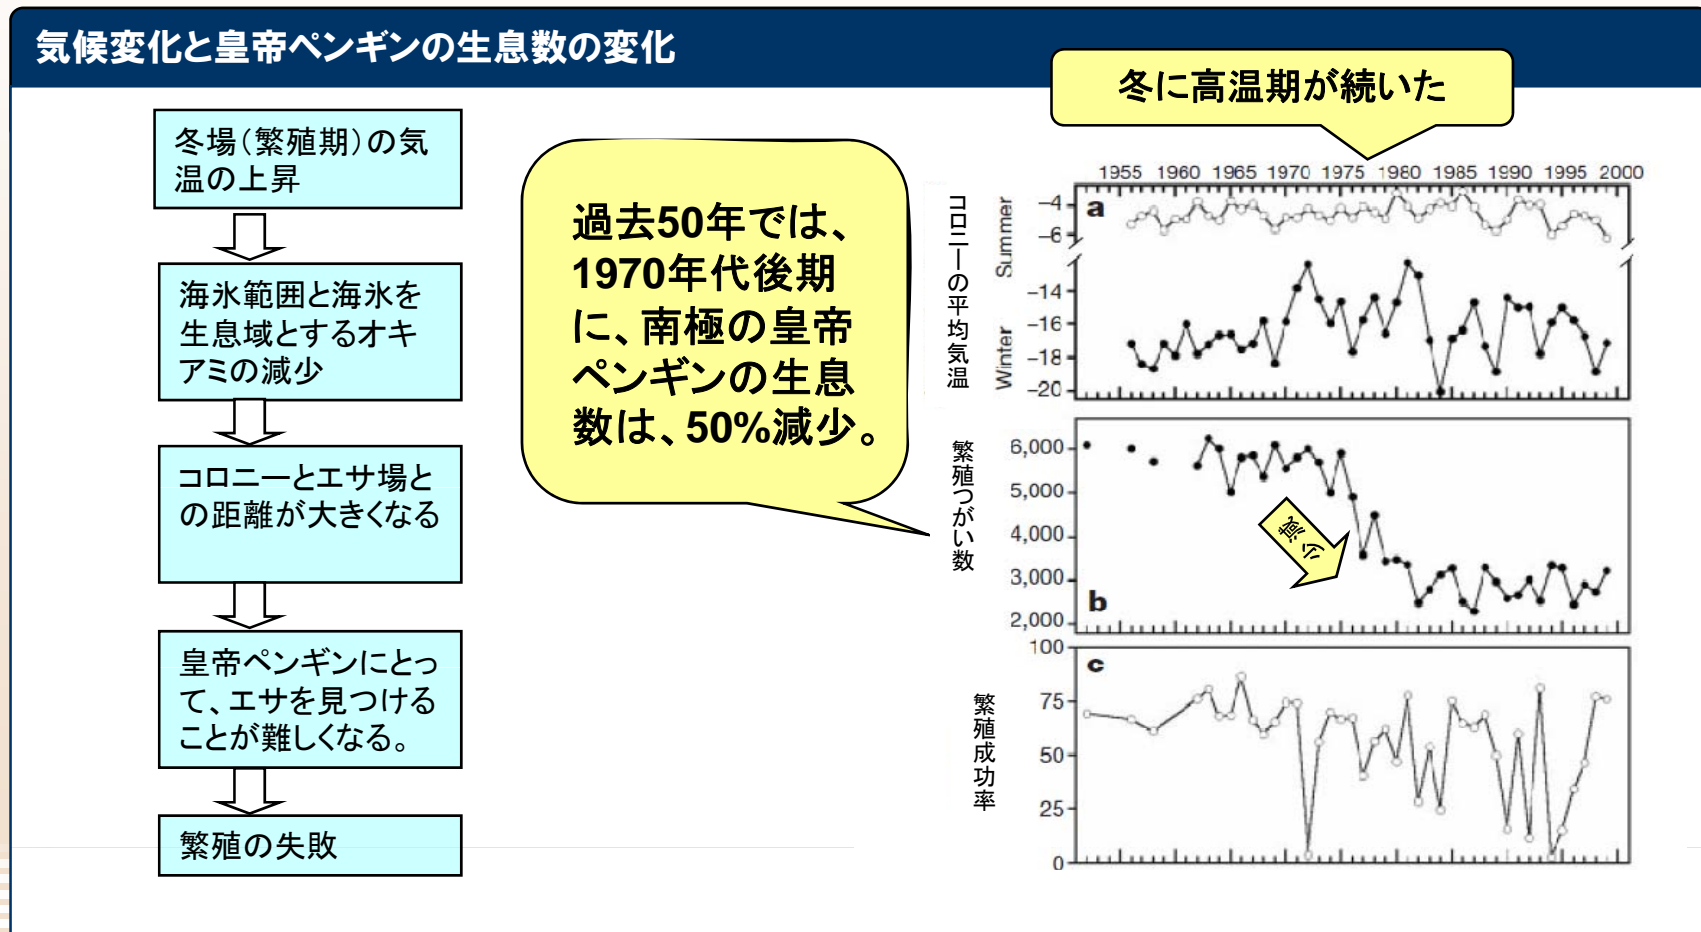 気候変化と皇帝ペンギンの生息数の変化
冬場（繁殖期）の気
温の上昇
海氷範囲と海氷を
生息域とするオキ
アミの減少
コロニーとエサ場と
の距離が大きくなる
皇帝ペンギンにとっ
て、エサを見つける
ことが難しくなる。
繁殖の失敗
過去50年では、
1970年代後期
に、南極の皇帝
ペンギンの生息
数は、50%減少。
冬に高温期が続いた
1955 1960 1965 1970 1975 1980 1985 1990 1995 2000
コロニーの平均気温
Summer
Winter
a
−4
−6
−14
−16
−18
−20
繁殖つがい数
6,000
5,000
4,000
3,000
2,000
減少
b
繁殖成功率
100
75
50
25
0
c